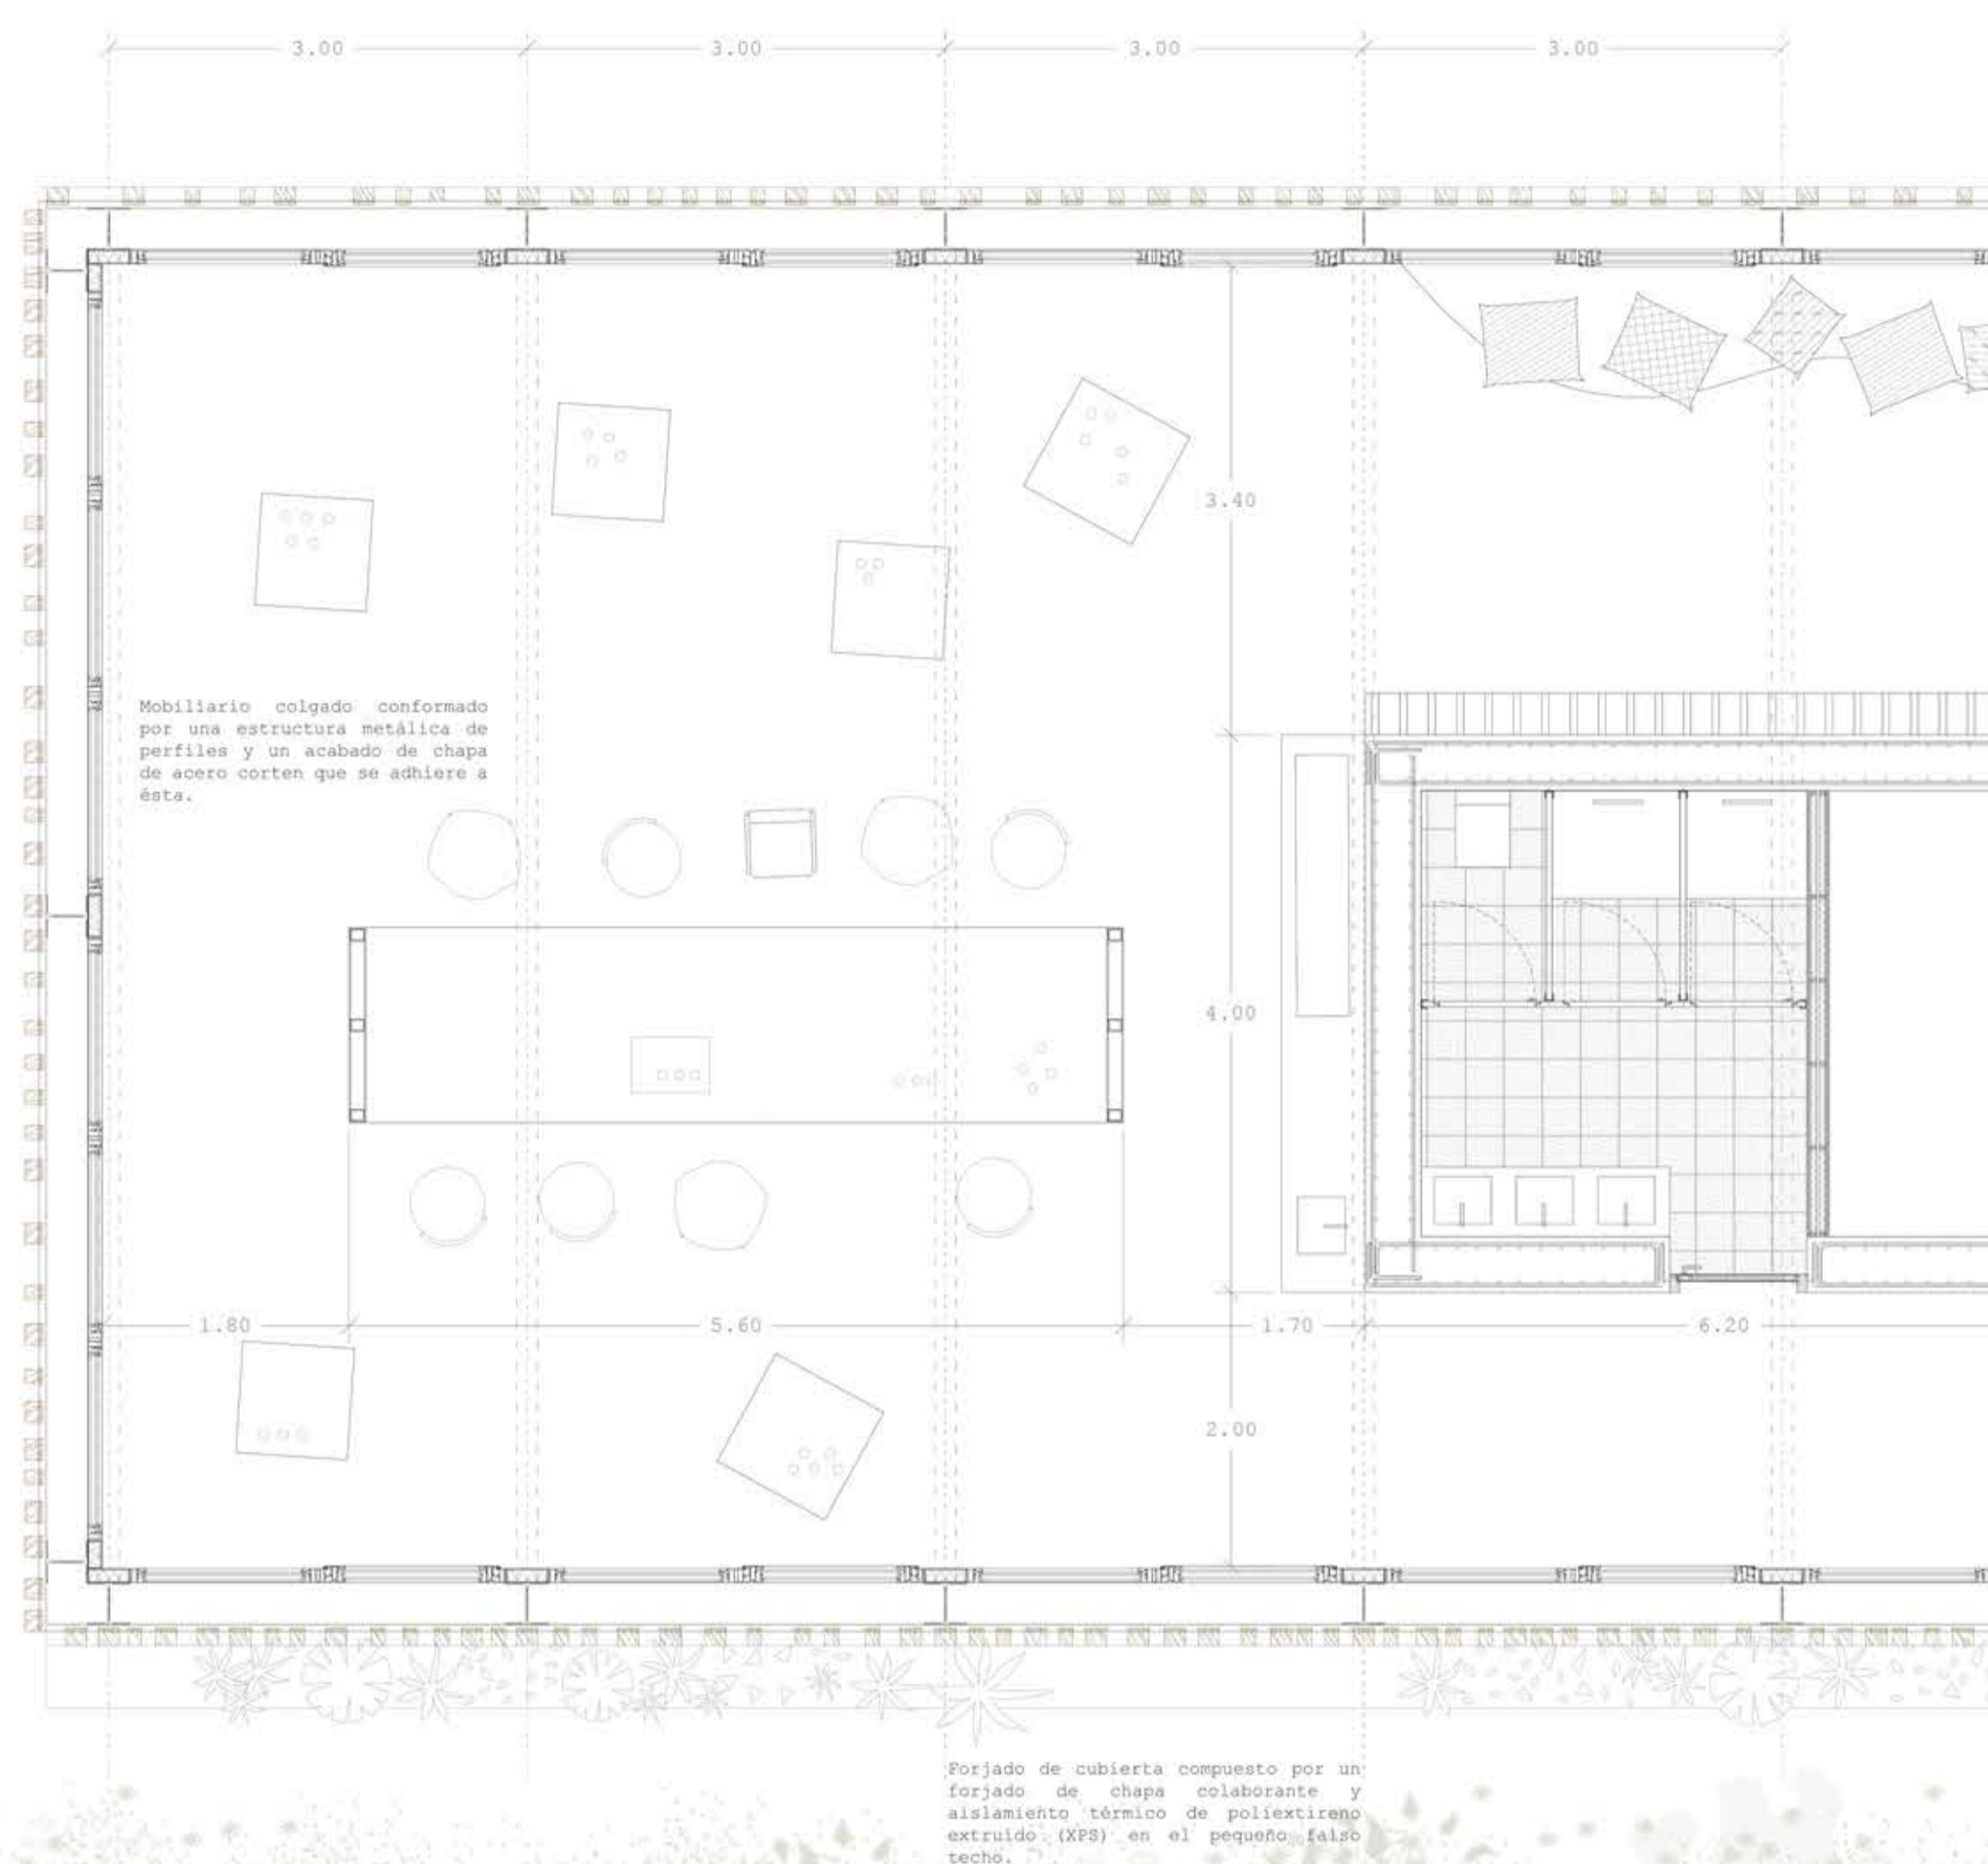 3.00 3.00 3.00 3.00
3.40
Mobiliario colgado conformado
por una estructura metálica de
perfiles y un acabado de chapa
de acero corten que se adhiere a
ésta.
4.00
1.80 5.60 1.70 6.20
2.00
Forjado de cubierta compuesto por un
forjado de chapa colaborante y
aislamiento térmico de poliextireno
extruido (XPS) en el pequeño falso
techo.